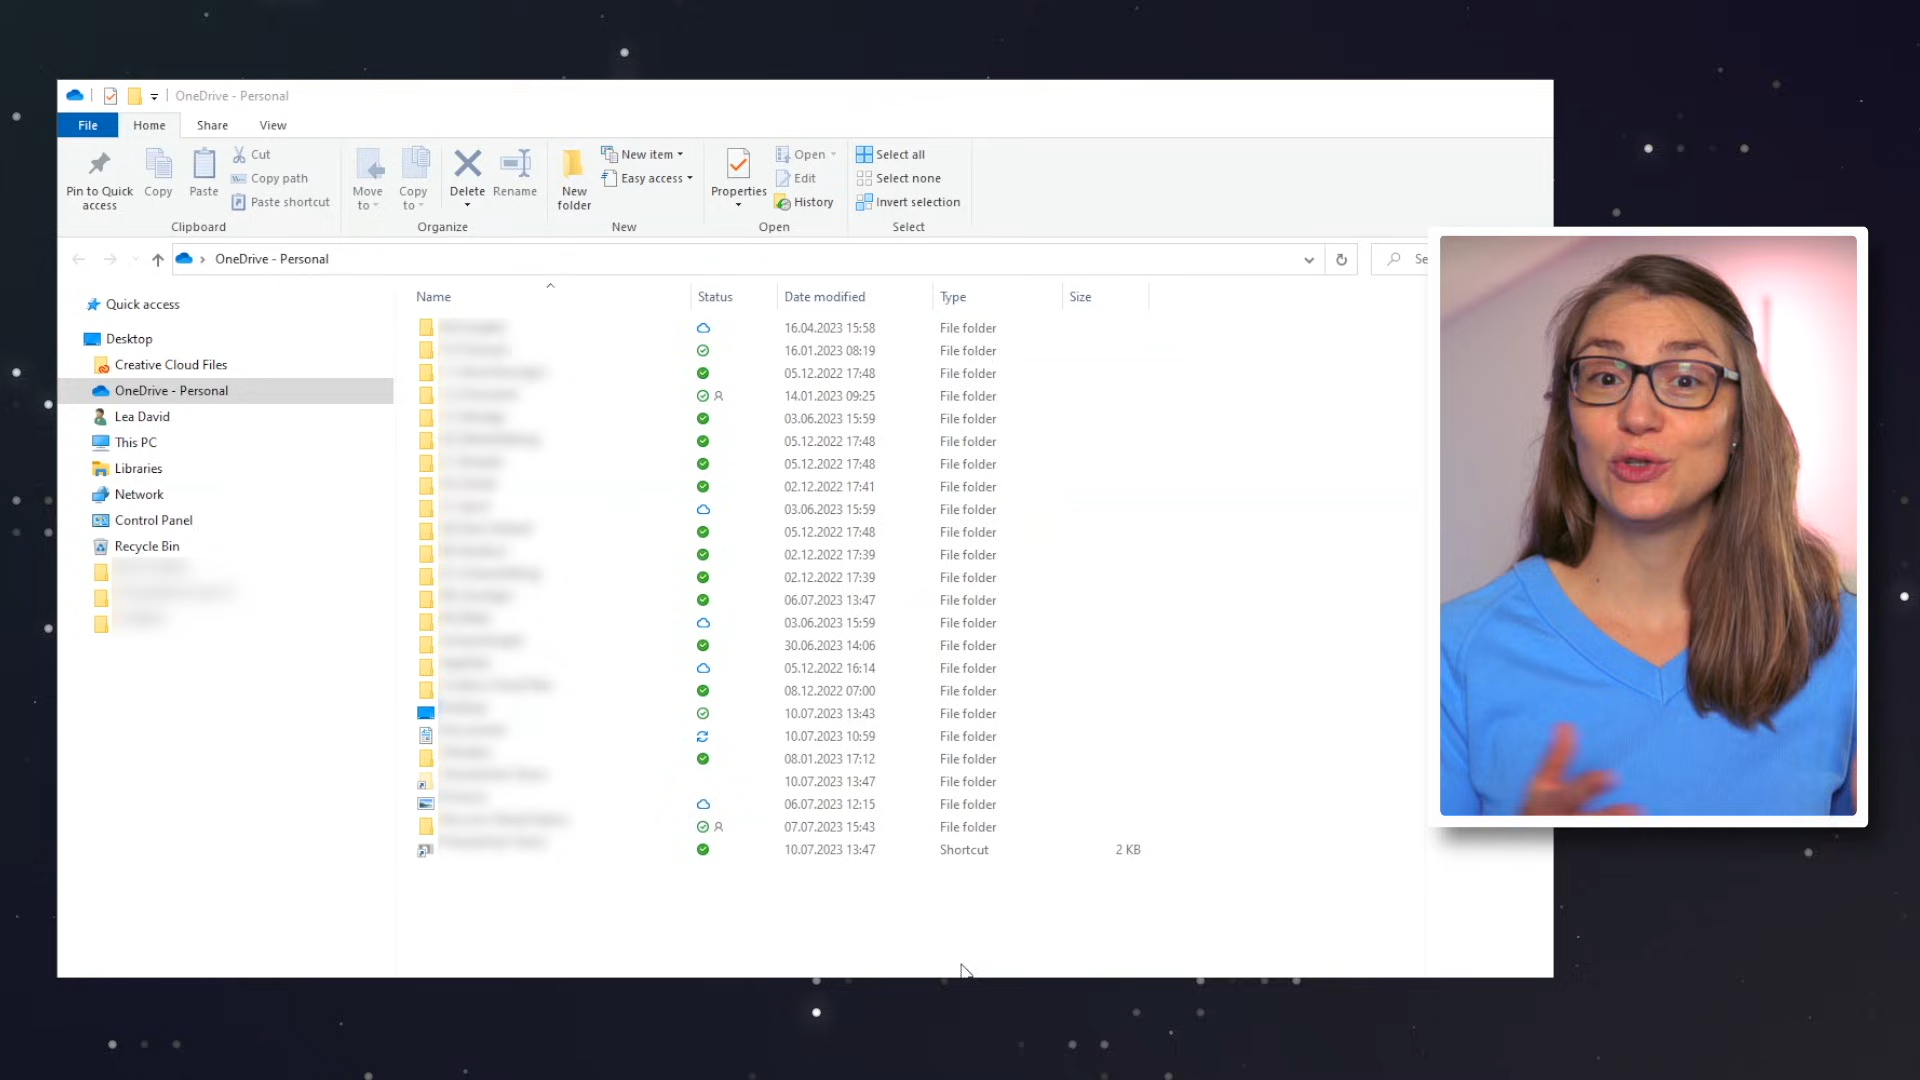 OneDrive - Personal
File Home Share View
Pin to Quick access
Copy
Paste
Cut
Copy path
Paste shortcut
Clipboard
Move to
Copy to
Delete
Rename
Organize
New folder
New item
Easy access
New
Properties
Open
Edit
History
Open
Select all
Select none
Invert selection
Select
OneDrive - Personal
Se
Quick access
Desktop
Creative Cloud Files
OneDrive - Personal
Lea David
This PC
Libraries
Network
Control Panel
Recycle Bin
Name Status Date modified Type Size
16.04.2023 15:58 File folder
16.01.2023 08:19 File folder
05.12.2022 17:48 File folder
14.01.2023 09:25 File folder
03.06.2023 15:59 File folder
05.12.2022 17:48 File folder
05.12.2022 17:48 File folder
02.12.2022 17:41 File folder
03.06.2023 15:59 File folder
05.12.2022 17:48 File folder
02.12.2022 17:39 File folder
02.12.2022 17:39 File folder
06.07.2023 13:47 File folder
03.06.2023 15:59 File folder
30.06.2023 14:06 File folder
05.12.2022 16:14 File folder
08.12.2022 07:00 File folder
10.07.2023 13:43 File folder
10.07.2023 10:59 File folder
08.01.2023 17:12 File folder
10.07.2023 13:47 File folder
06.07.2023 12:15 File folder
07.07.2023 15:43 File folder
10.07.2023 13:47 Shortcut 2 KB